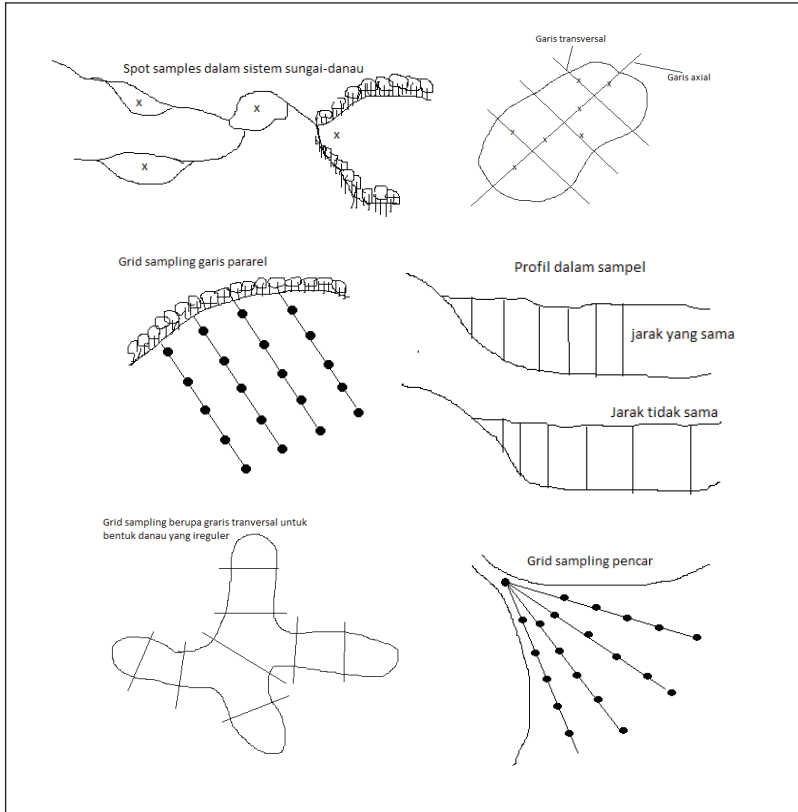 Garis transversal
Spot samples dalam sistem sungai-danau
Garis axial
x
x
x
x
x
x
x
x
x
x
x
Grid sampling garis pararel
Profil dalam sampel
jarak yang sama
Jarak tidak sama
Grid sampling berupa graris tranversal untuk
bentuk danau yang ireguler
Grid sampling pencar